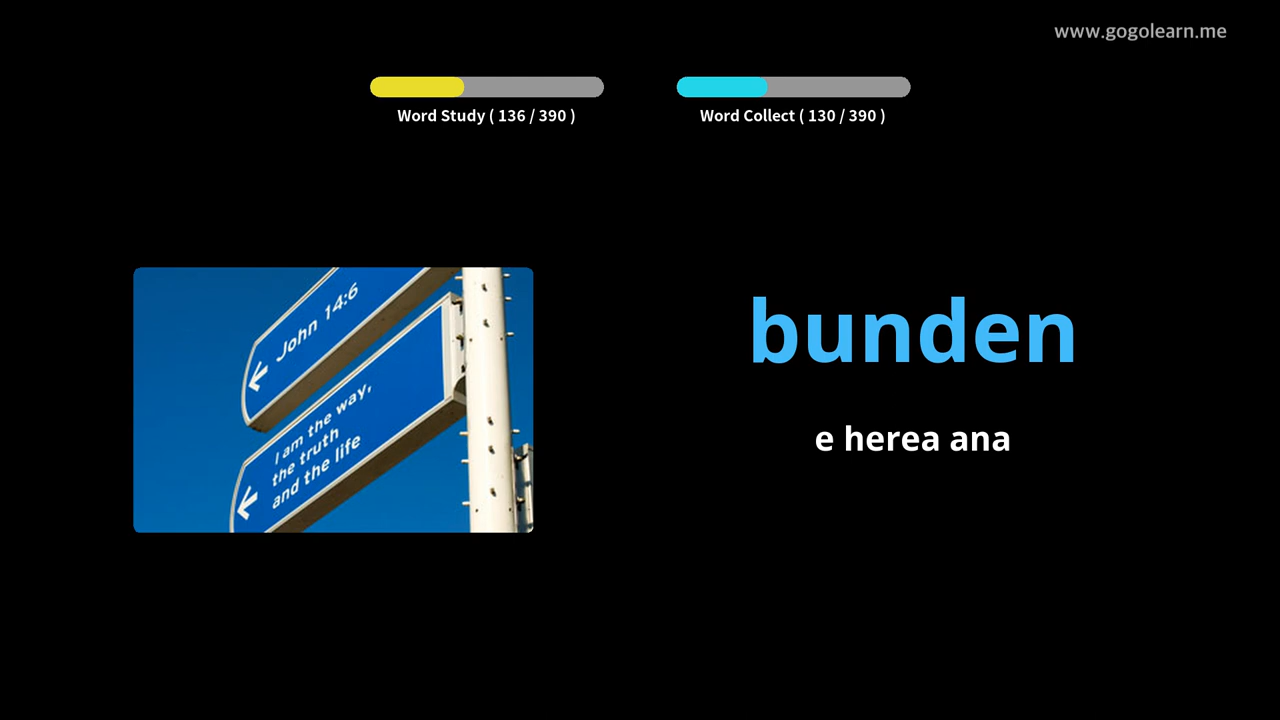 www.gogolearn.me
Word Study ( 136 / 390 )
Word Collect ( 130 / 390 )
John 14:6
I am the way,
the truth
and the life
bunden
e herea ana